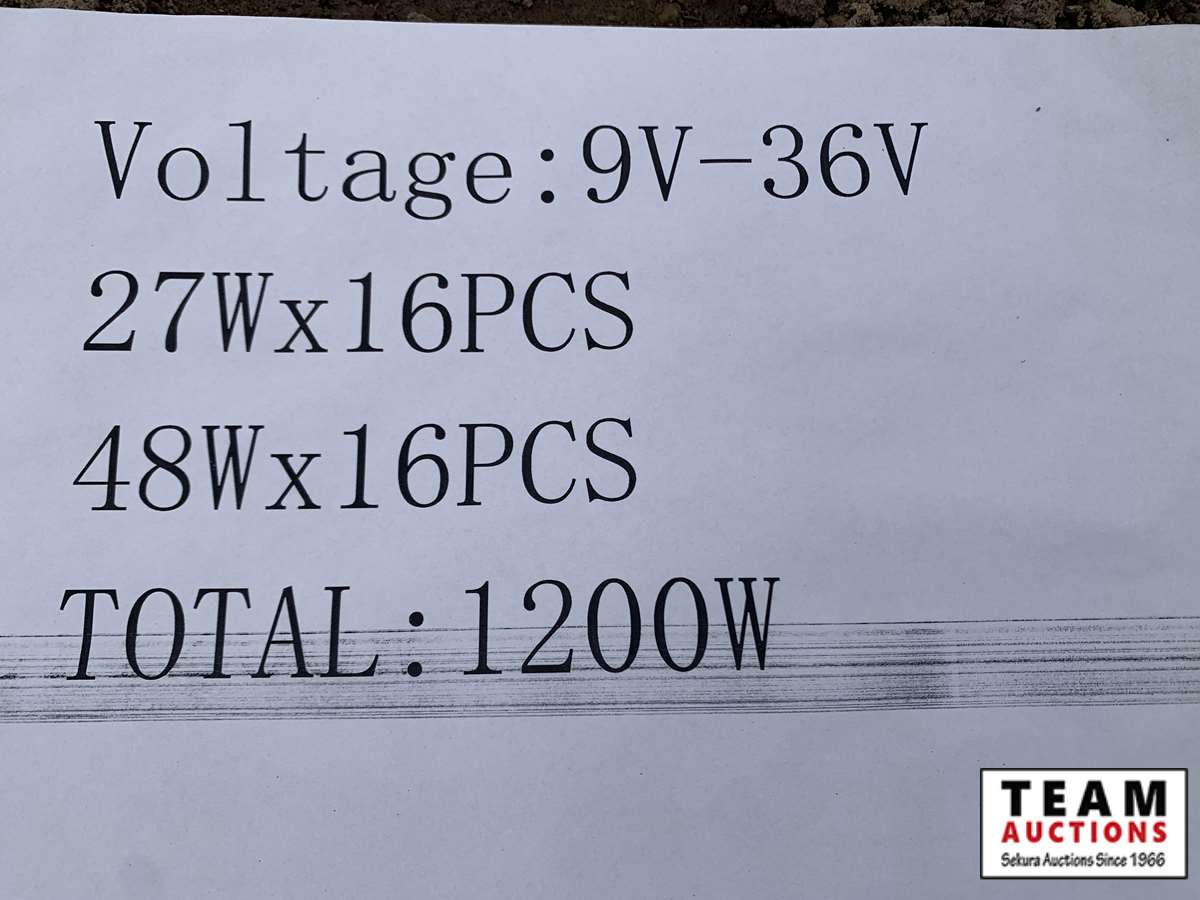 Voltage:9V-36V
27Wx16PCS
48Wx16PCS
TOTAL:1200W
TEAM
AUCTIONS
Sekura Auctions Since 1966